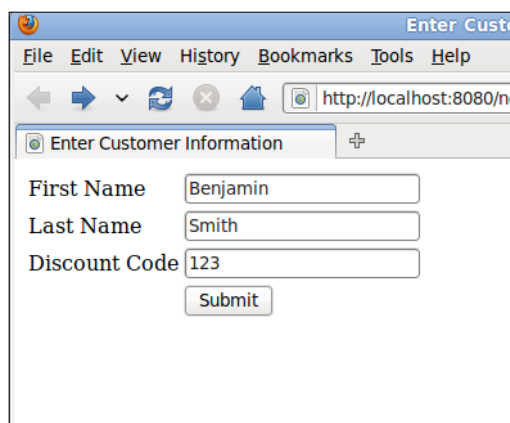 Enter Custo
File Edit View History Bookmarks Tools Help
http://localhost:8080/n
Enter Customer Information
First Name Benjamin
Last Name Smith
Discount Code 123
Submit